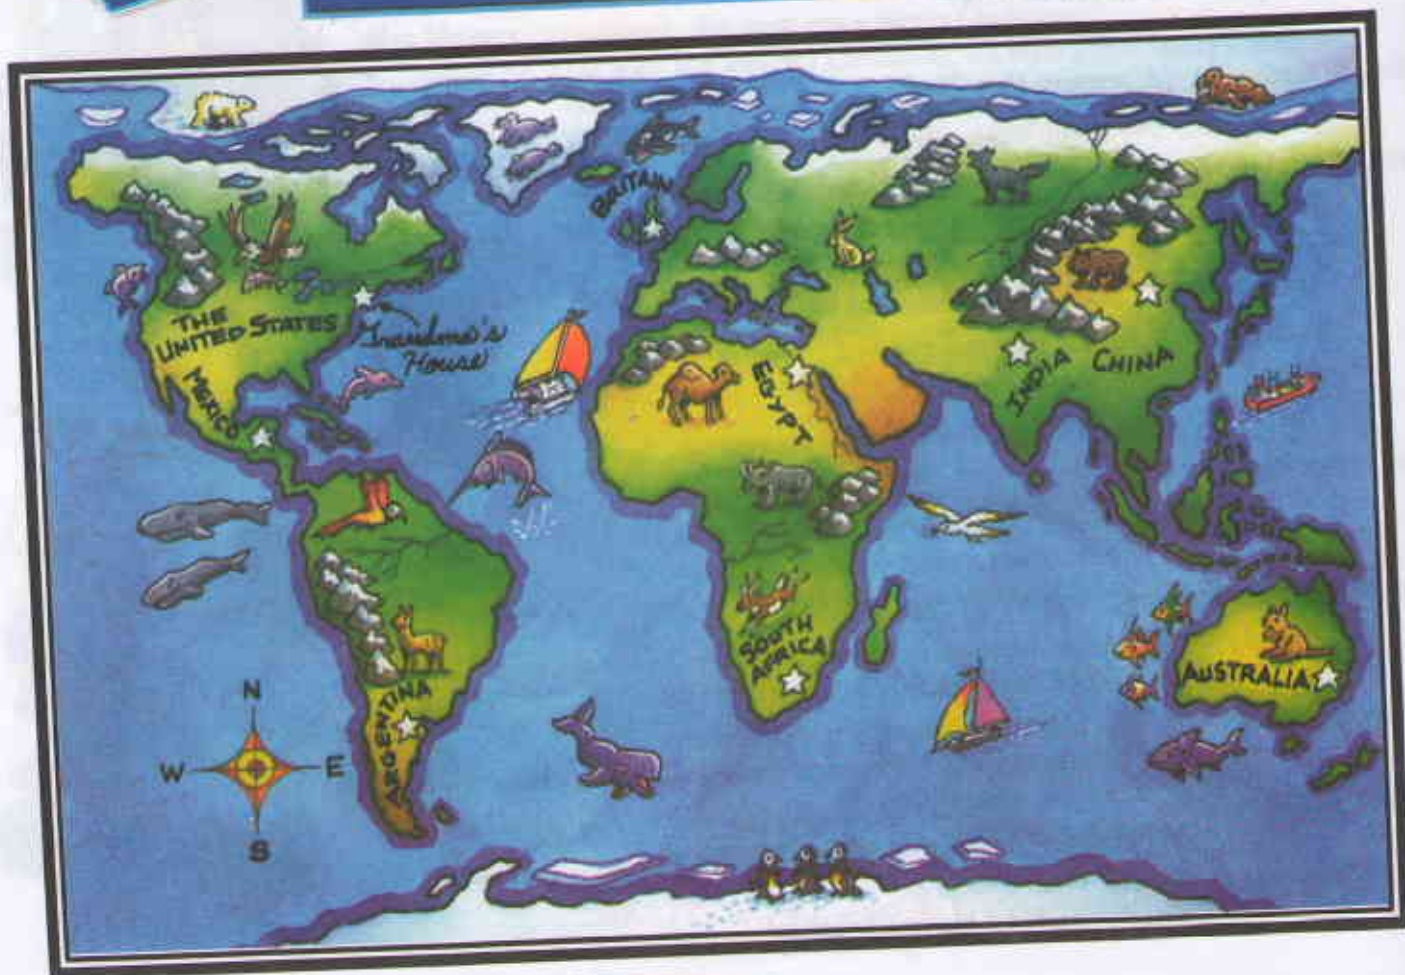 BRITAIN
THE
UNITED STATES
Grandma's
House
MEXICO
EGYPT
INDIA
CHINA
SOUTH
AFRICA
AUSTRALIA
ARGENTINA
N
W
E
S